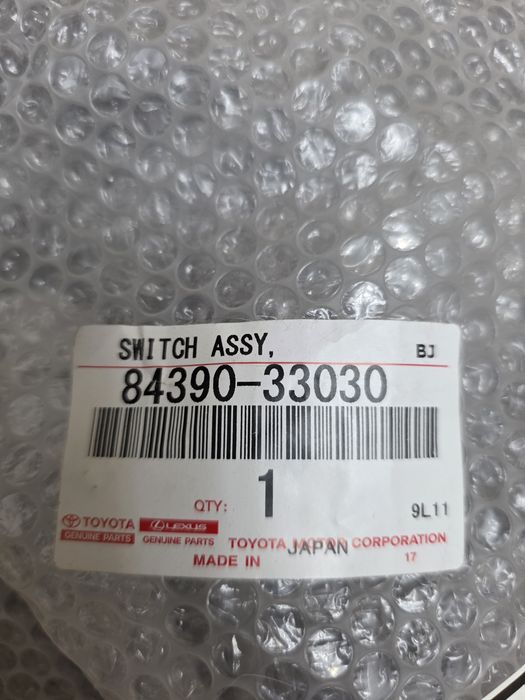 SWITCH ASSY, BJ
84390-33030
QTY: 1 9L11
TOYOTA LEXUS
GENUINE PARTS GENUINE PARTS TOYOTA MOTOR CORPORATION
MADE IN JAPAN 17